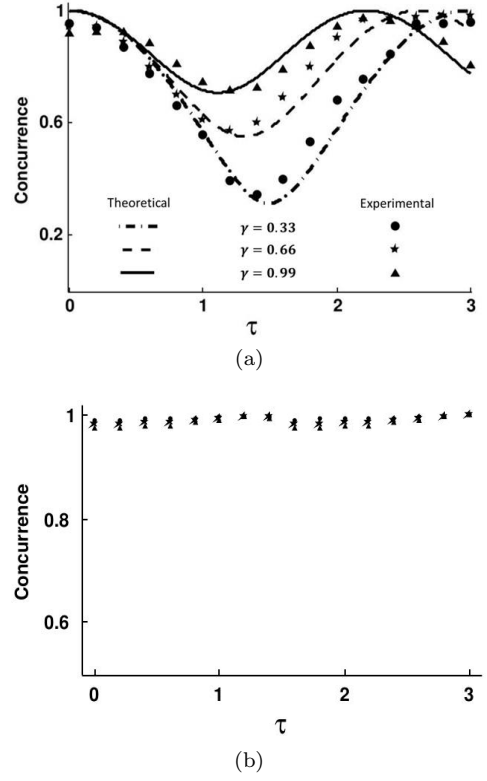 1
0.6
0.2
Concurrence
Theoretical
Experimental
γ = 0.33
γ = 0.66
γ = 0.99
0 1 2 3
τ
(a)
1
0.8
0.6
Concurrence
0 1 2 3
τ
(b)